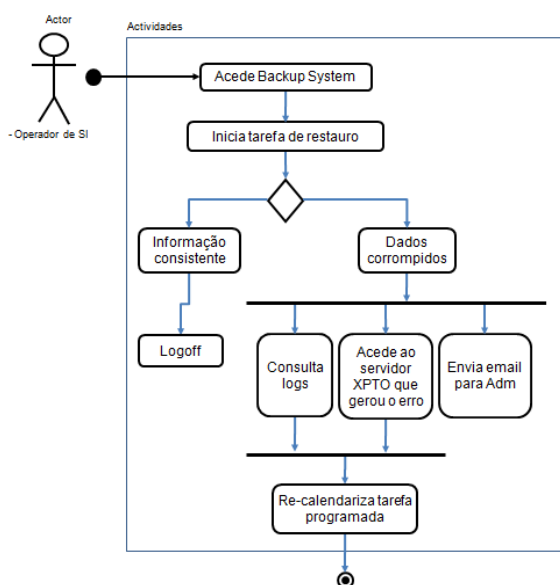 Actor
Actividades
- Operador de SI
Acede Backup System
Inicia tarefa de restauro
Informação
consistente
Dados
corrompidos
Logoff
Consulta
logs
Acede ao
servidor
XPTO que
gerou o erro
Envia email
para Adm
Re-calendariza tarefa
programada